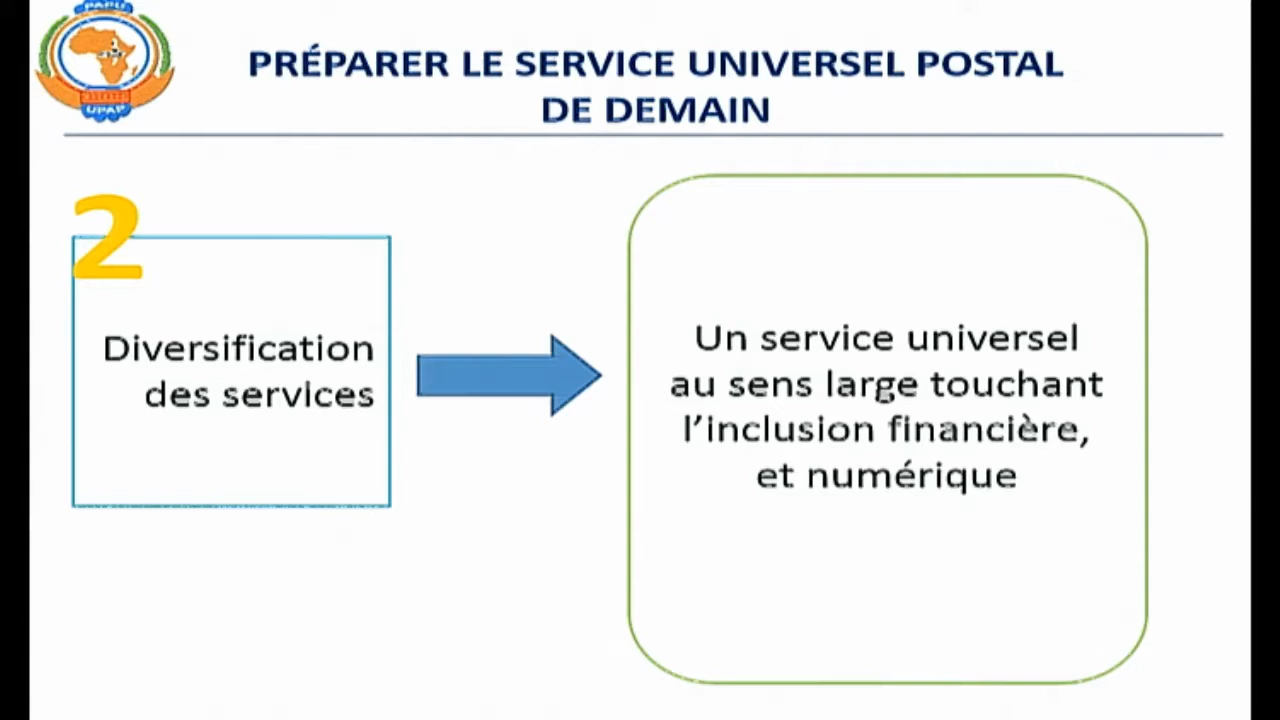 PAPU
UPAP
PRÉPARER LE SERVICE UNIVERSEL POSTAL
DE DEMAIN
2
Diversification
des services
Un service universel
au sens large touchant
l’inclusion financière,
et numérique